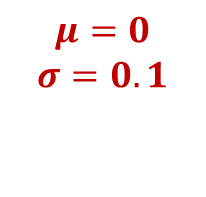 μ = 0
σ = 0.1